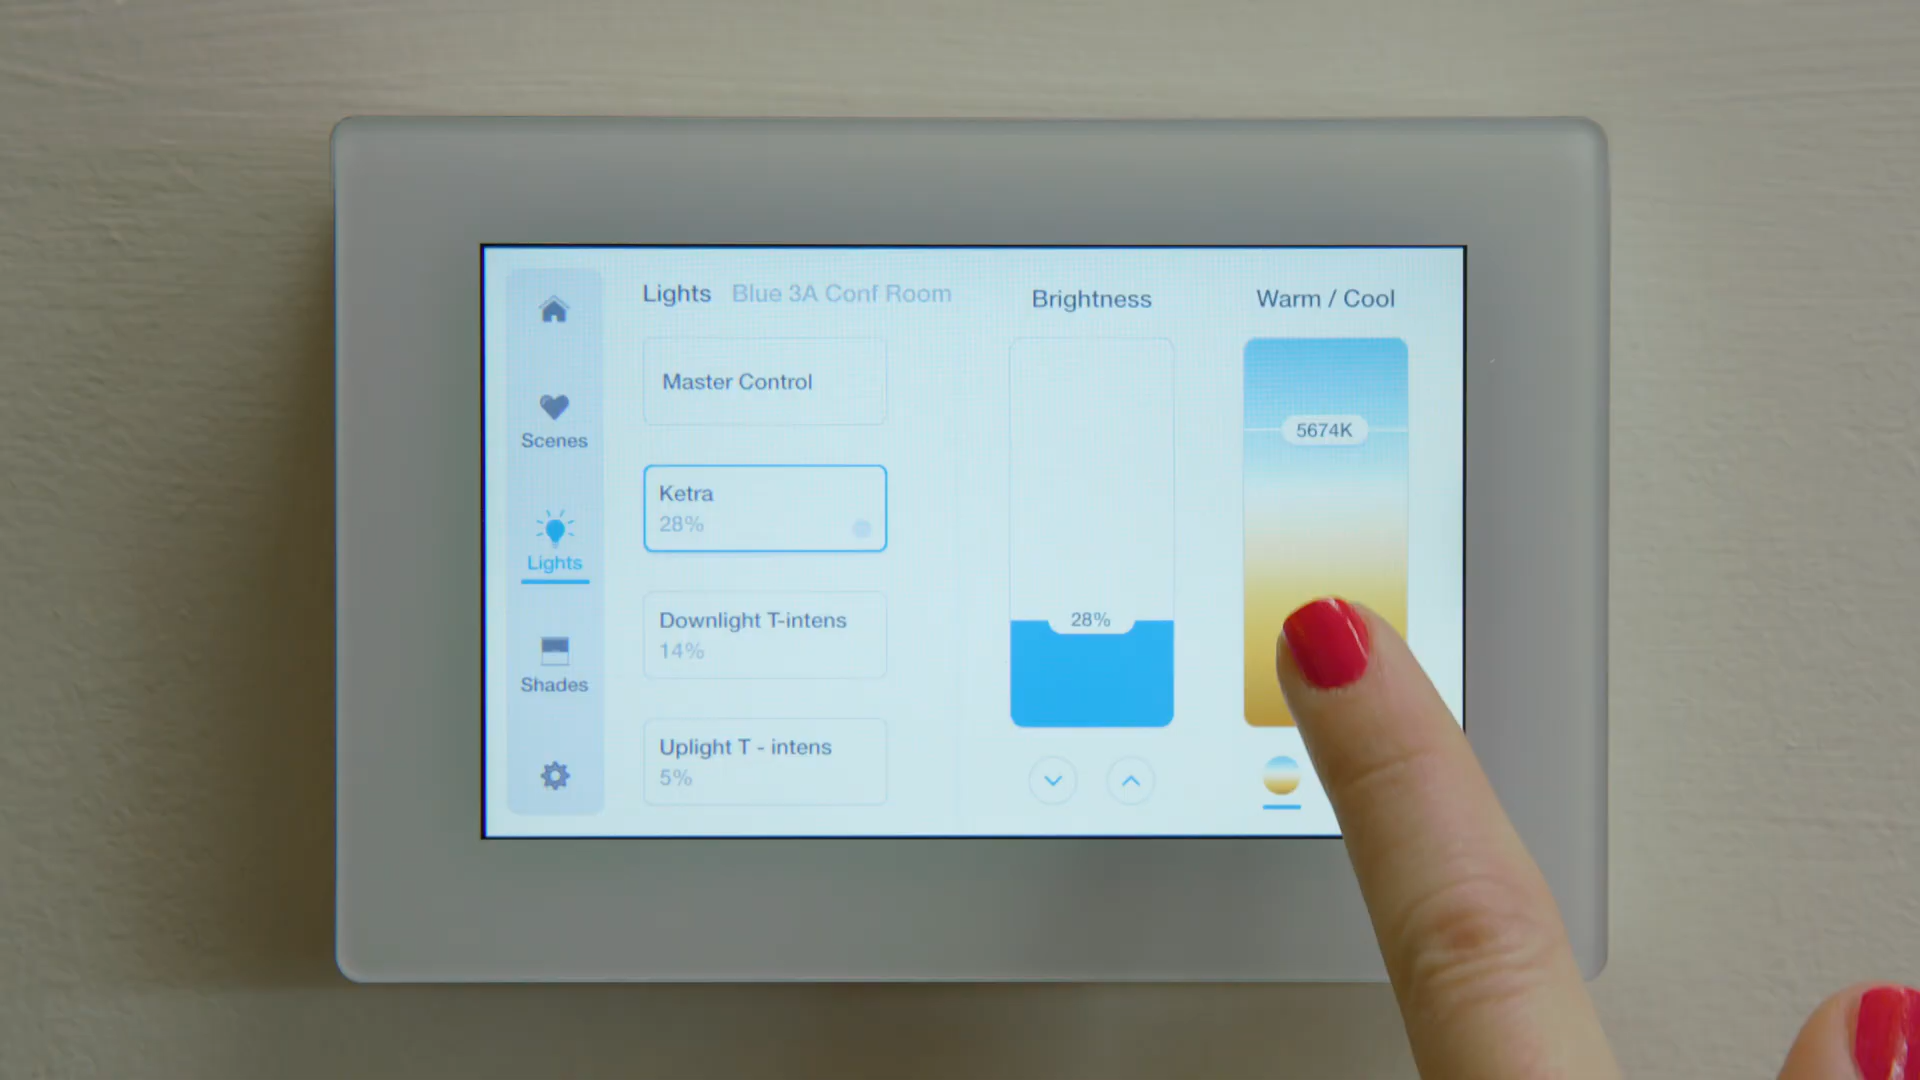 Lights Blue 3A Conf Room
Brightness
Warm / Cool
Master Control
Scenes
5674K
Ketra
28%
Lights
Downlight T-intens
14%
28%
Shades
Uplight T - intens
5%